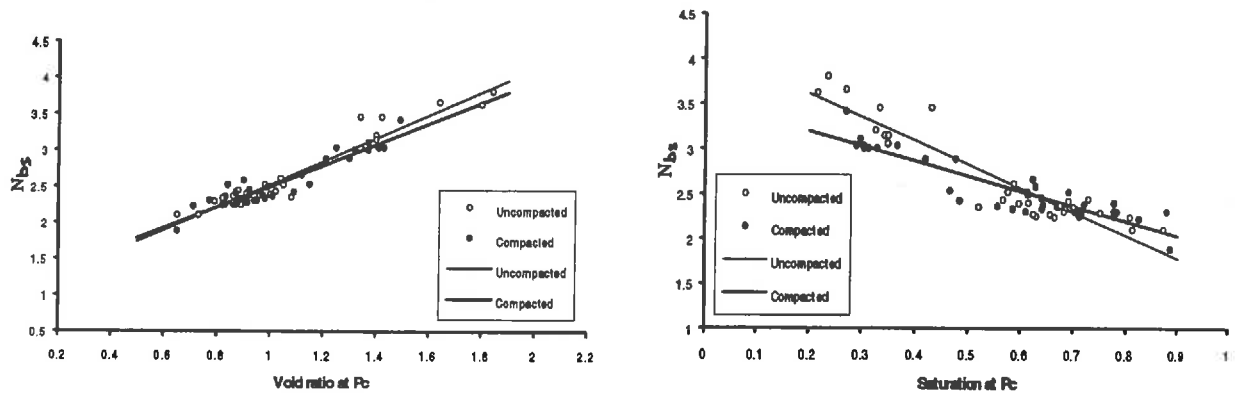 4.5
4
3.5
3
2.5
2
1.5
1
0.5
N_bs
0.2 0.4 0.6 0.8 1 1.2 1.4 1.6 1.8 2 2.2
Void ratio at Pc
Uncompacted
Compacted
Uncompacted
Compacted
4.5
4
3.5
3
2.5
2
1.5
1
N_bs
0 0.1 0.2 0.3 0.4 0.5 0.6 0.7 0.8 0.9 1
Saturation at Pc
Uncompacted
Compacted
Uncompacted
Compacted